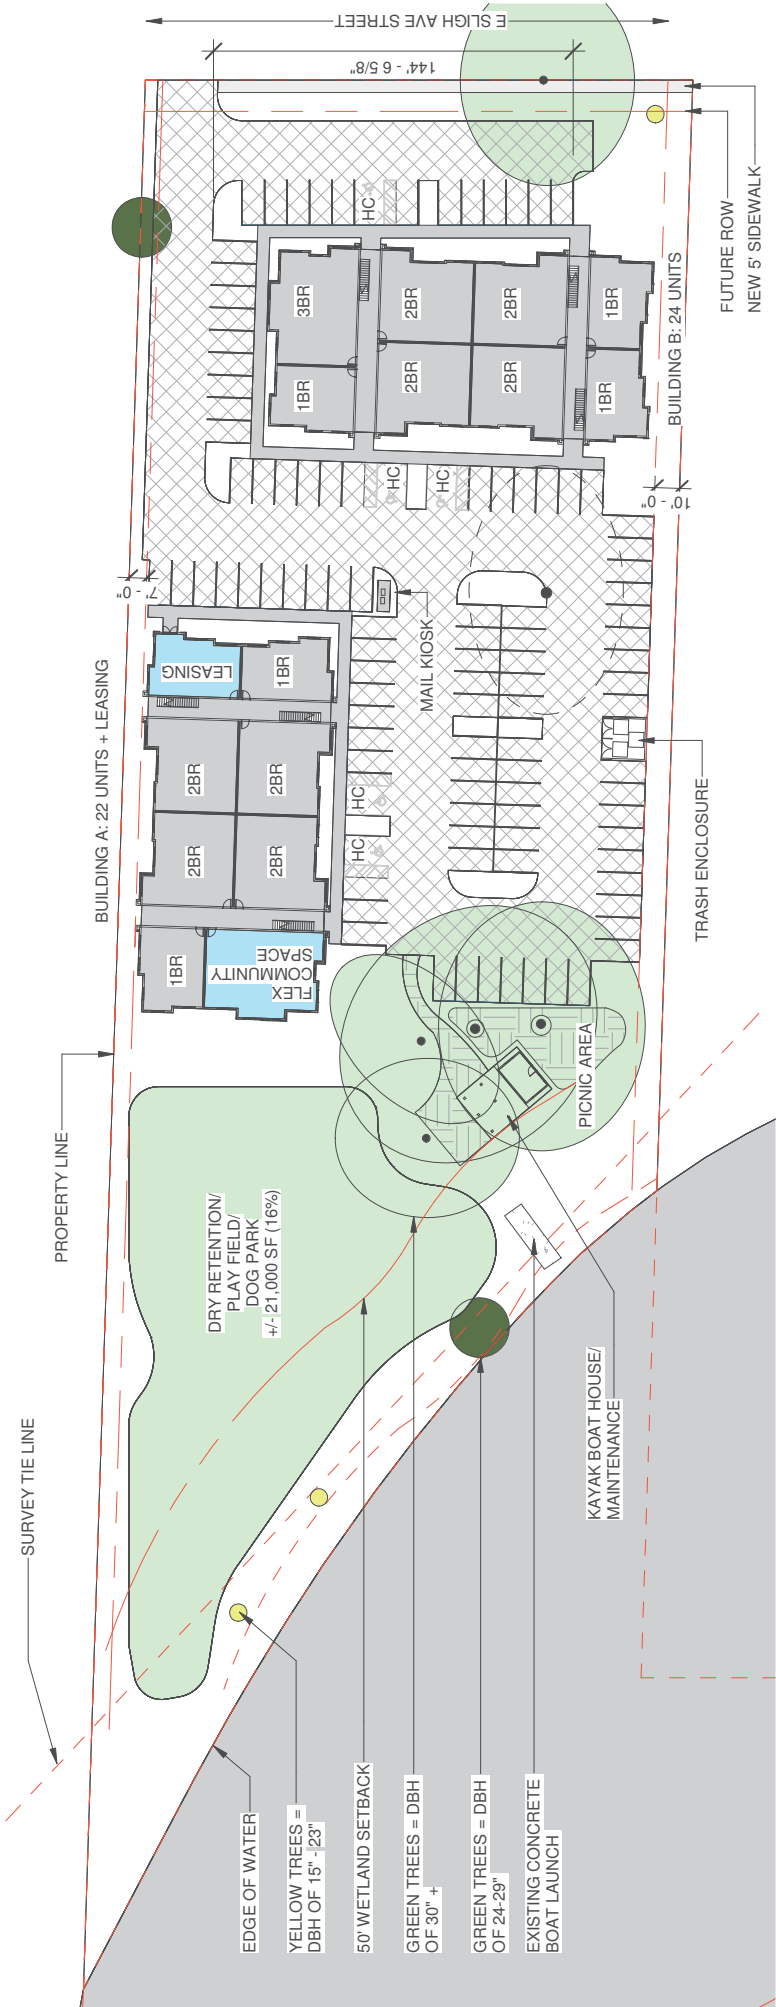 E SLIGH AVE STREET
144' - 6 5/8"
FUTURE ROW
NEW 5' SIDEWALK
HC
3BR
2BR
2BR
1BR
1BR
2BR
2BR
1BR
BUILDING B: 24 UNITS
HC
HC
10' - 0"
7' - 0"
MAIL KIOSK
BUILDING A: 22 UNITS + LEASING
LEASING
1BR
2BR
2BR
2BR
2BR
1BR
FLEX
COMMUNITY
SPACE
HC
HC
TRASH ENCLOSURE
PROPERTY LINE
PICNIC AREA
DRY RETENTION/
PLAY FIELD/
DOG PARK
+/- 21,000 SF (16%)
KAYAK BOAT HOUSE/
MAINTENANCE
SURVEY TIE LINE
EDGE OF WATER
YELLOW TREES =
DBH OF 15" - 23"
50' WETLAND SETBACK
GREEN TREES = DBH
OF 30" +
GREEN TREES = DBH
OF 24-29"
EXISTING CONCRETE
BOAT LAUNCH